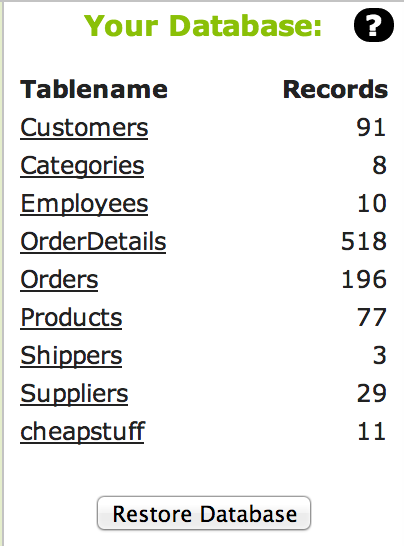 Your Database: ?
Tablename Records
Customers 91
Categories 8
Employees 10
OrderDetails 518
Orders 196
Products 77
Shippers 3
Suppliers 29
cheapstuff 11
Restore Database